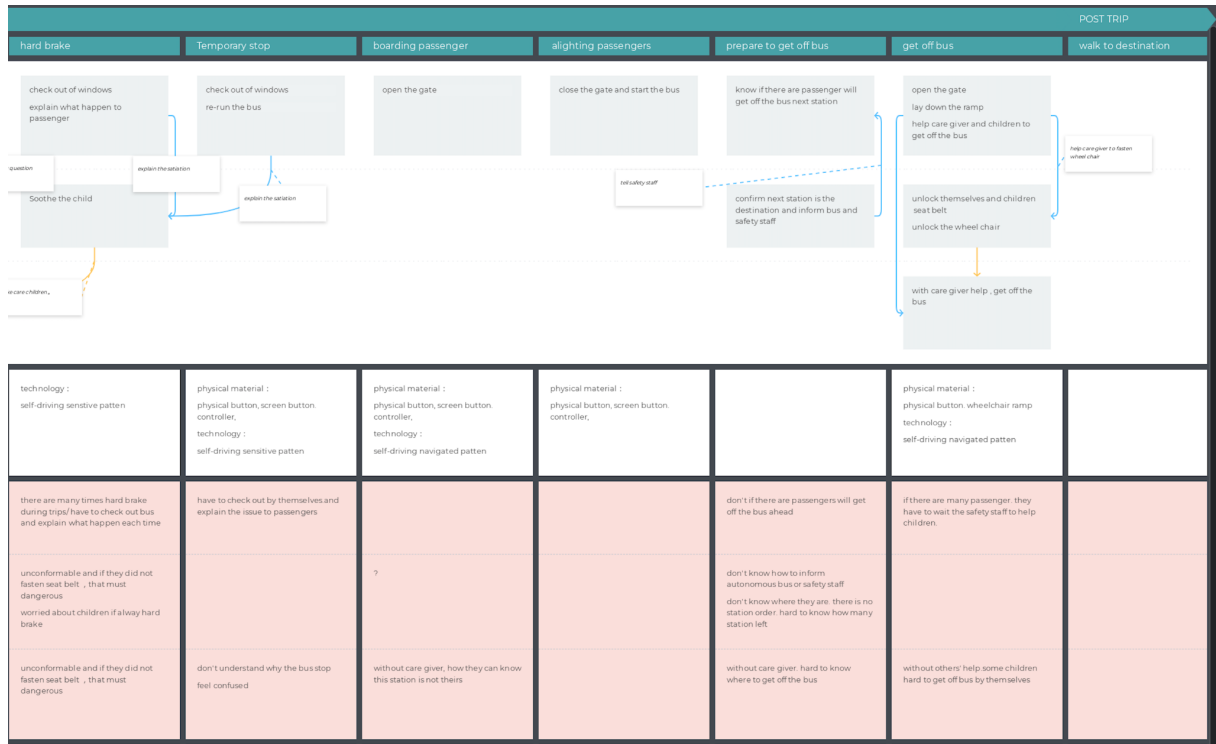 POST TRIP
hard brake
Temporary stop
boarding passenger
alighting passengers
prepare to get off bus
get off bus
walk to destination
check out of windows
explain what happen to
passenger
check out of windows
re-run the bus
open the gate
close the gate and start the bus
know if there are passenger will
get off the bus next station
open the gate
lay down the ramp
help care giver and children to
get off the bus
help care giver to fasten
wheel chair
question
explain the satiation
tell safety staff
Soothe the child
explain the satiation
confirm next station is the
destination and inform bus and
safety staff
unlock themselves and children
seat belt
unlock the wheel chair
care children,
with care giver help , get off the
bus
technology :
self-driving senstive patten
physical material :
physical button, screen button.
controller,
technology :
self-driving sensitive patten
physical material :
physical button, screen button.
controller,
technology :
self-driving navigated patten
physical material :
physical button, screen button.
controller,
physical material :
physical button. wheelchair ramp
technology :
self-driving navigated patten
there are many times hard brake
during trips/ have to check out bus
and explain what happen each time
have to check out by themselves and
explain the issue to passengers
don't if there are passengers will get
off the bus ahead
if there are many passenger. they
have to wait the safety staff to help
children.
unconformable and if they did not
fasten seat belt , that must
dangerous
worried about children if alway hard
brake
?
don't know how to inform
autonomous bus or safety staff
don't know where they are. there is no
station order. hard to know how many
station left
unconformable and if they did not
fasten seat belt , that must
dangerous
don't understand why the bus stop
feel confused
without care giver, how they can know
this station is not theirs
without care giver. hard to know
where to get off the bus
without others' help.some children
hard to get off bus by themselves